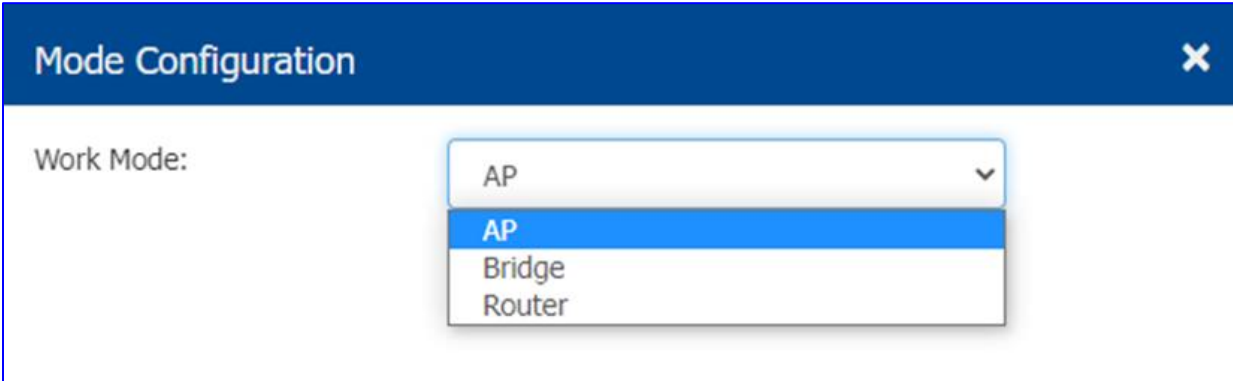 Mode Configuration
Work Mode:
AP
AP
Bridge
Router